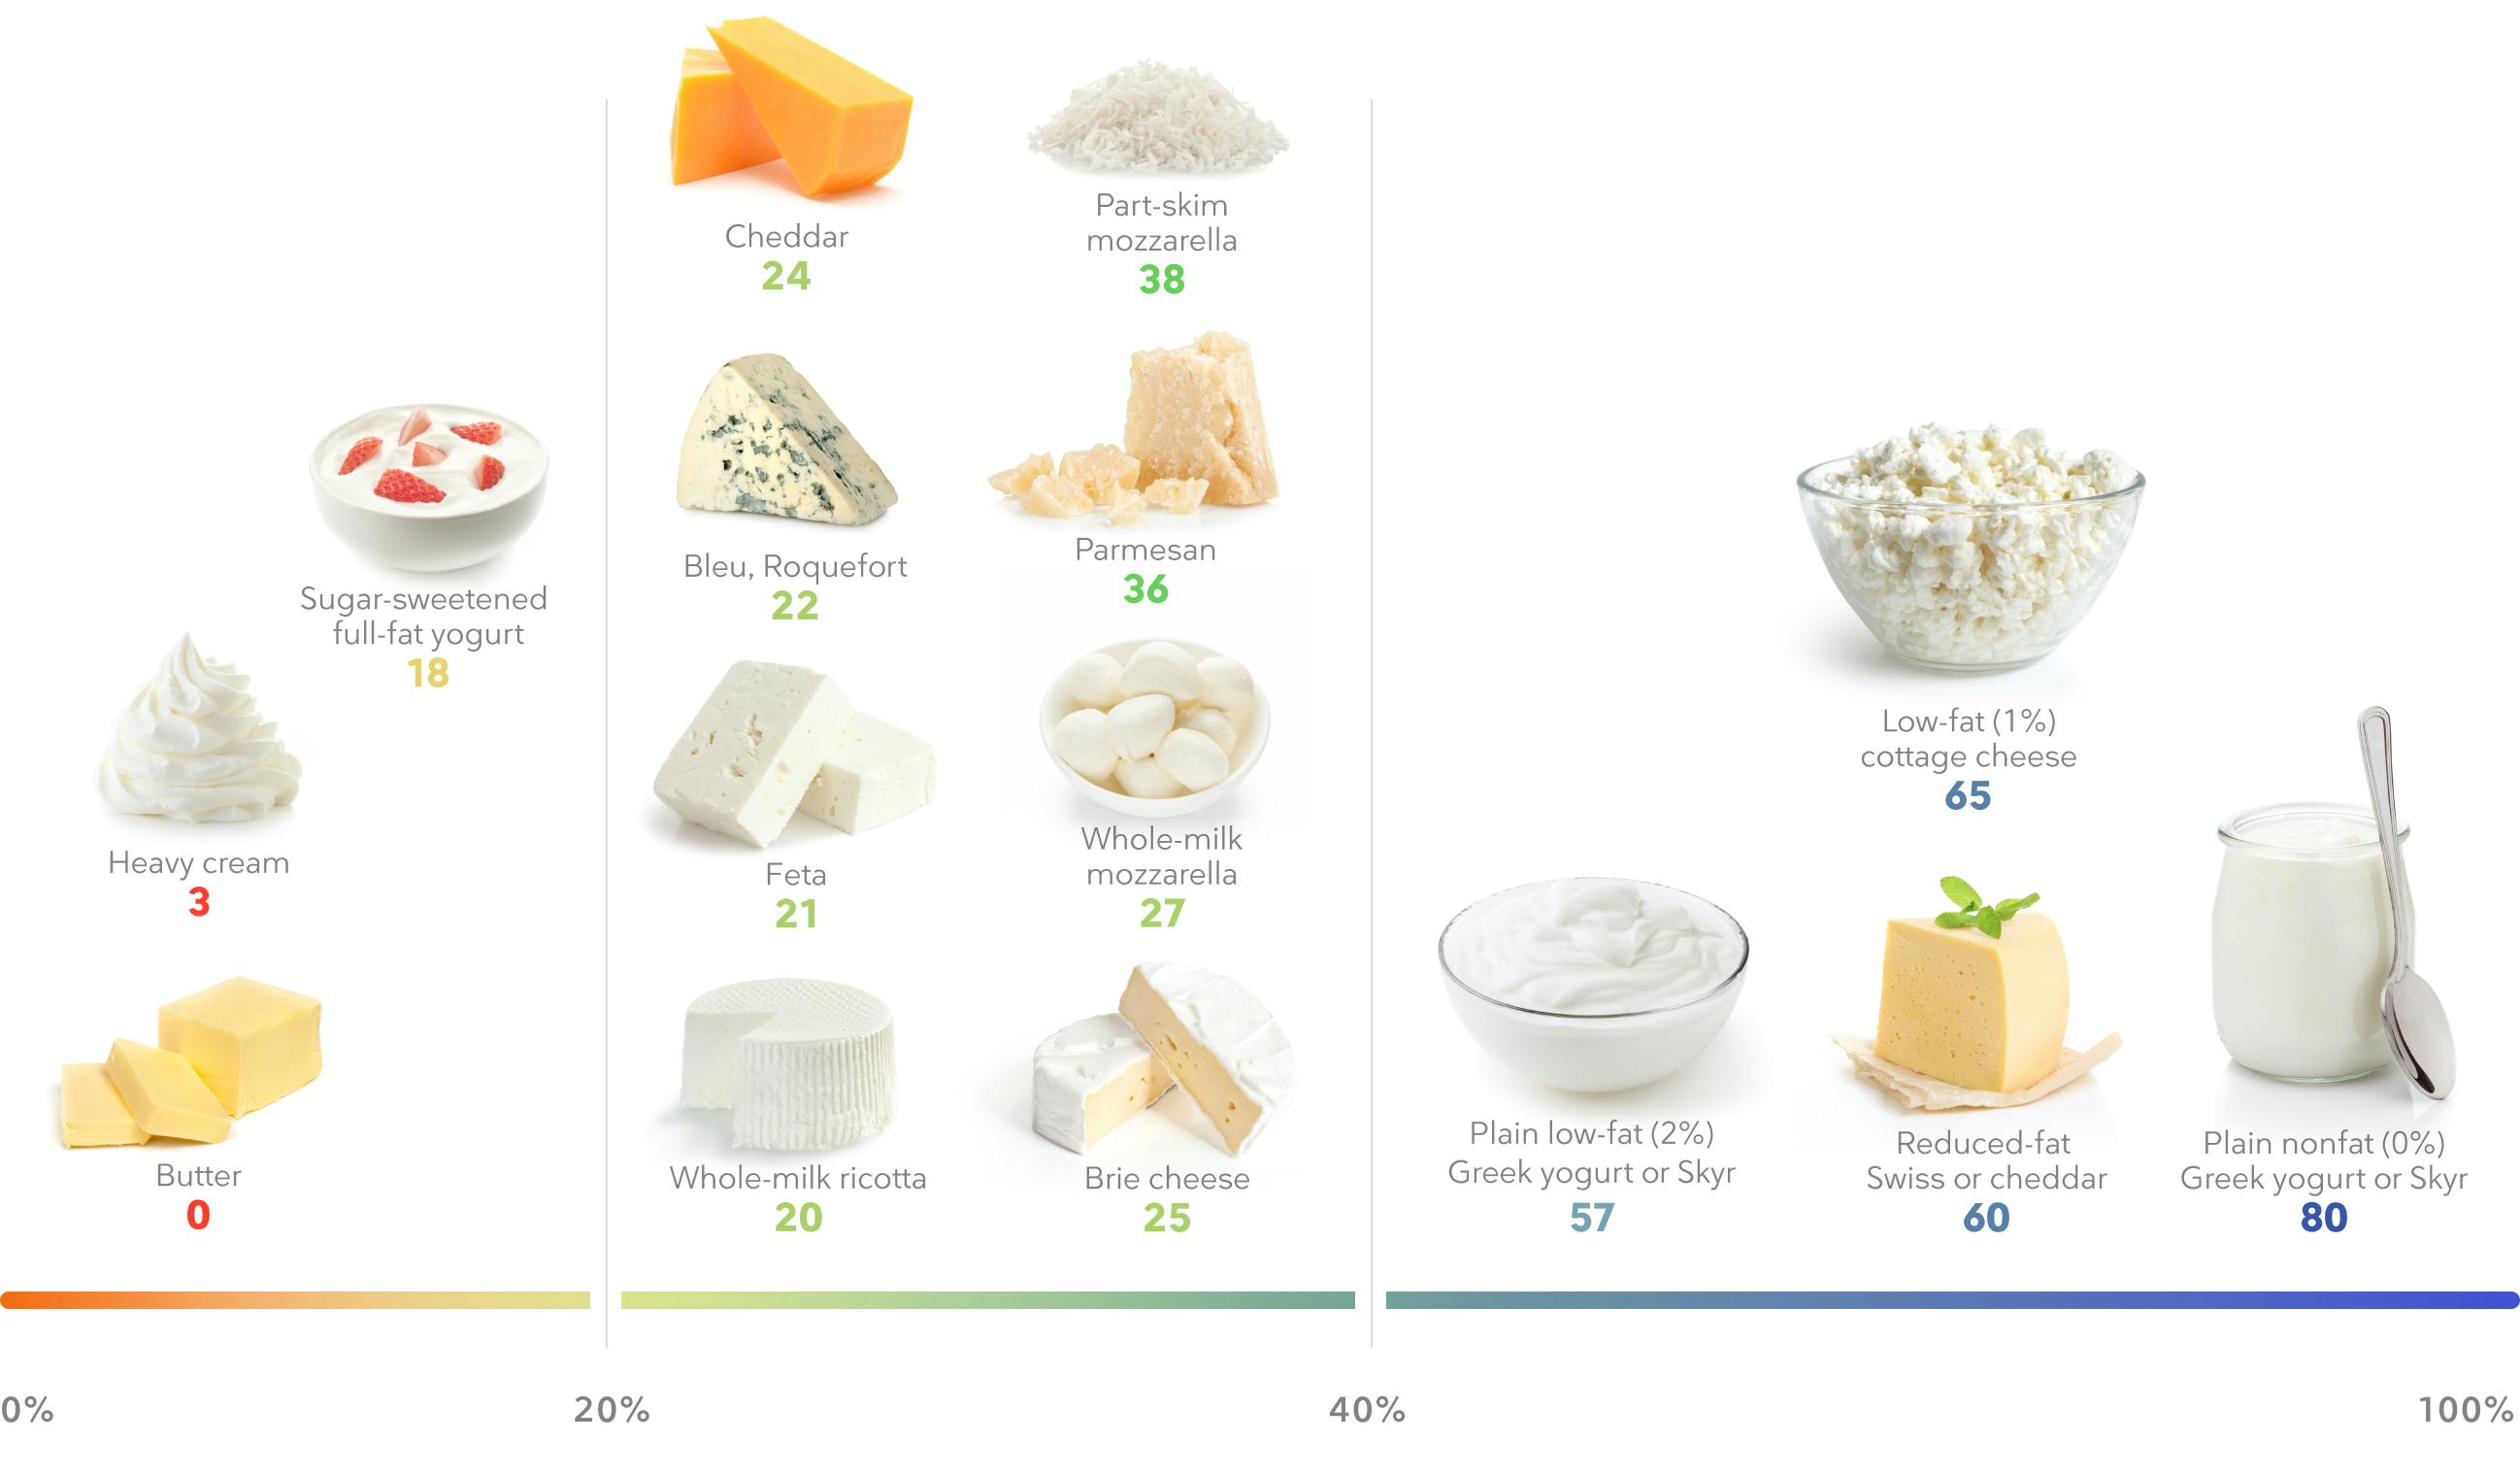 Cheddar
24
Part-skim
mozzarella
38
Bleu, Roquefort
22
Parmesan
36
Sugar-sweetened
full-fat yogurt
18
Heavy cream
3
Feta
21
Whole-milk
mozzarella
27
Low-fat (1%)
cottage cheese
65
Butter
0
Whole-milk ricotta
20
Brie cheese
25
Plain low-fat (2%)
Greek yogurt or Skyr
57
Reduced-fat
Swiss or cheddar
60
Plain nonfat (0%)
Greek yogurt or Skyr
80
0%
20%
40%
100%